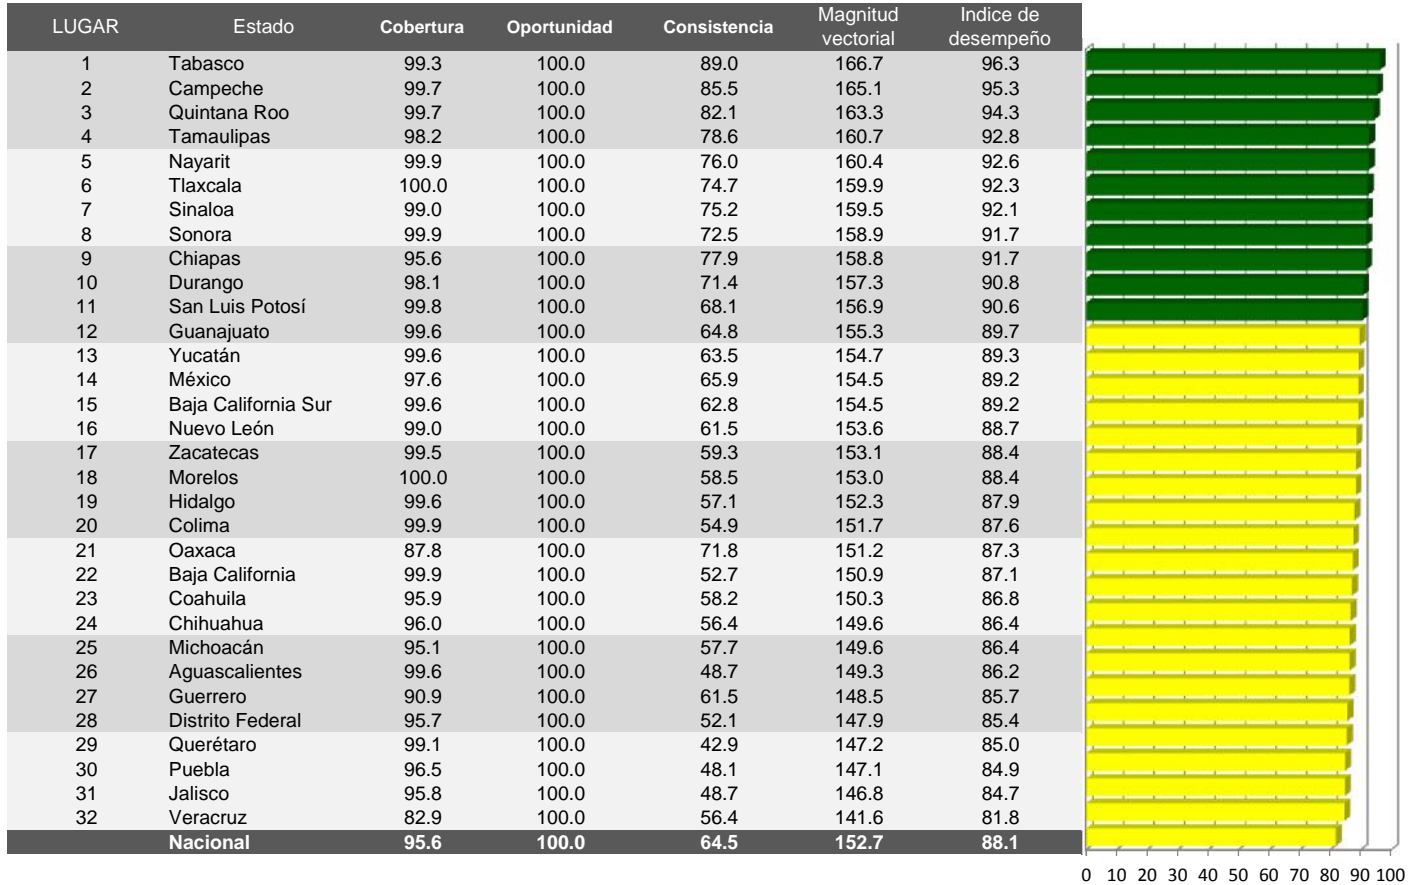 LUGAR Estado Cobertura Oportunidad Consistencia Magnitud vectorial Indice de desempeño
1 Tabasco 99.3 100.0 89.0 166.7 96.3
2 Campeche 99.7 100.0 85.5 165.1 95.3
3 Quintana Roo 99.7 100.0 82.1 163.3 94.3
4 Tamaulipas 98.2 100.0 78.6 160.7 92.8
5 Nayarit 99.9 100.0 76.0 160.4 92.6
6 Tlaxcala 100.0 100.0 74.7 159.9 92.3
7 Sinaloa 99.0 100.0 75.2 159.5 92.1
8 Sonora 99.9 100.0 72.5 158.9 91.7
9 Chiapas 95.6 100.0 77.9 158.8 91.7
10 Durango 98.1 100.0 71.4 157.3 90.8
11 San Luis Potosí 99.8 100.0 68.1 156.9 90.6
12 Guanajuato 99.6 100.0 64.8 155.3 89.7
13 Yucatán 99.6 100.0 63.5 154.7 89.3
14 México 97.6 100.0 65.9 154.5 89.2
15 Baja California Sur 99.6 100.0 62.8 154.5 89.2
16 Nuevo León 99.0 100.0 61.5 153.6 88.7
17 Zacatecas 99.5 100.0 59.3 153.1 88.4
18 Morelos 100.0 100.0 58.5 153.0 88.4
19 Hidalgo 99.6 100.0 57.1 152.3 87.9
20 Colima 99.9 100.0 54.9 151.7 87.6
21 Oaxaca 87.8 100.0 71.8 151.2 87.3
22 Baja California 99.9 100.0 52.7 150.9 87.1
23 Coahuila 95.9 100.0 58.2 150.3 86.8
24 Chihuahua 96.0 100.0 56.4 149.6 86.4
25 Michoacán 95.1 100.0 57.7 149.6 86.4
26 Aguascalientes 99.6 100.0 48.7 149.3 86.2
27 Guerrero 90.9 100.0 61.5 148.5 85.7
28 Distrito Federal 95.7 100.0 52.1 147.9 85.4
29 Querétaro 99.1 100.0 42.9 147.2 85.0
30 Puebla 96.5 100.0 48.1 147.1 84.9
31 Jalisco 95.8 100.0 48.7 146.8 84.7
32 Veracruz 82.9 100.0 56.4 141.6 81.8
Nacional 95.6 100.0 64.5 152.7 88.1
0 10 20 30 40 50 60 70 80 90 100